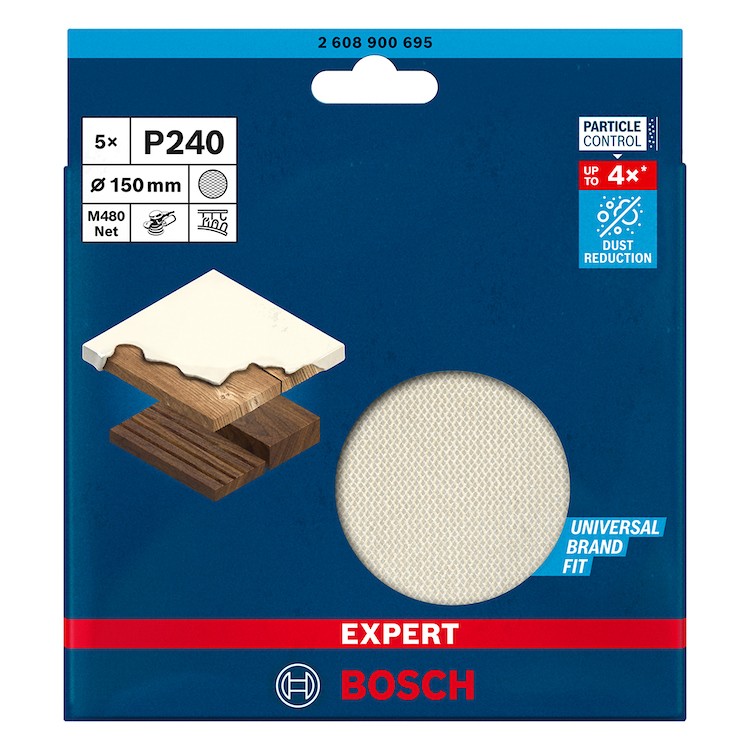 2 608 900 695
5× P240
Ø 150 mm
M480
Net
PARTICLE
CONTROL
UP
TO 4×*
DUST
REDUCTION
UNIVERSAL
BRAND
FIT
EXPERT
BOSCH